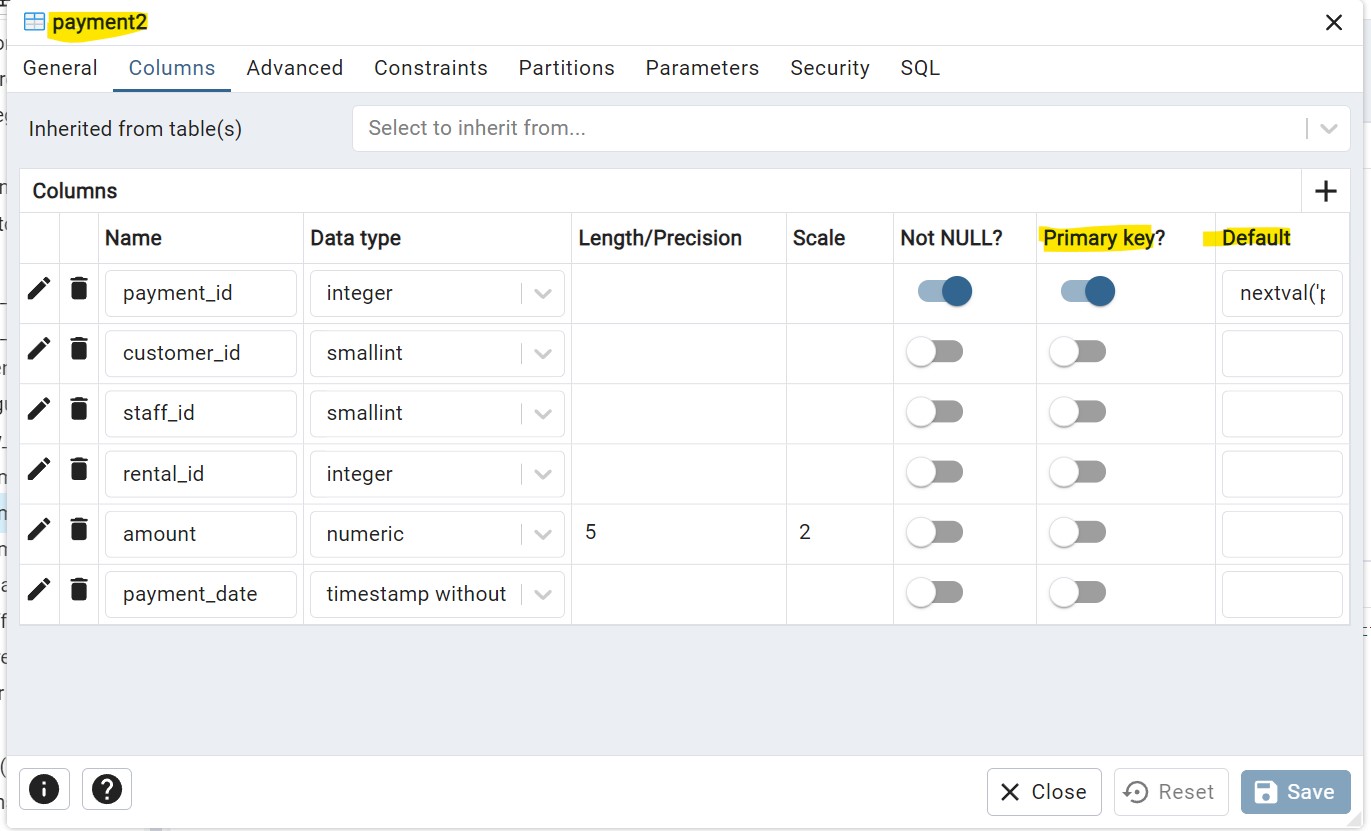 payment2
General Columns Advanced Constraints Partitions Parameters Security SQL
Inherited from table(s) Select to inherit from...
Columns
Name Data type Length/Precision Scale Not NULL? Primary key? Default
payment_id integer nextval('p
customer_id smallint
staff_id smallint
rental_id integer
amount numeric 5 2
payment_date timestamp without
Close Reset Save